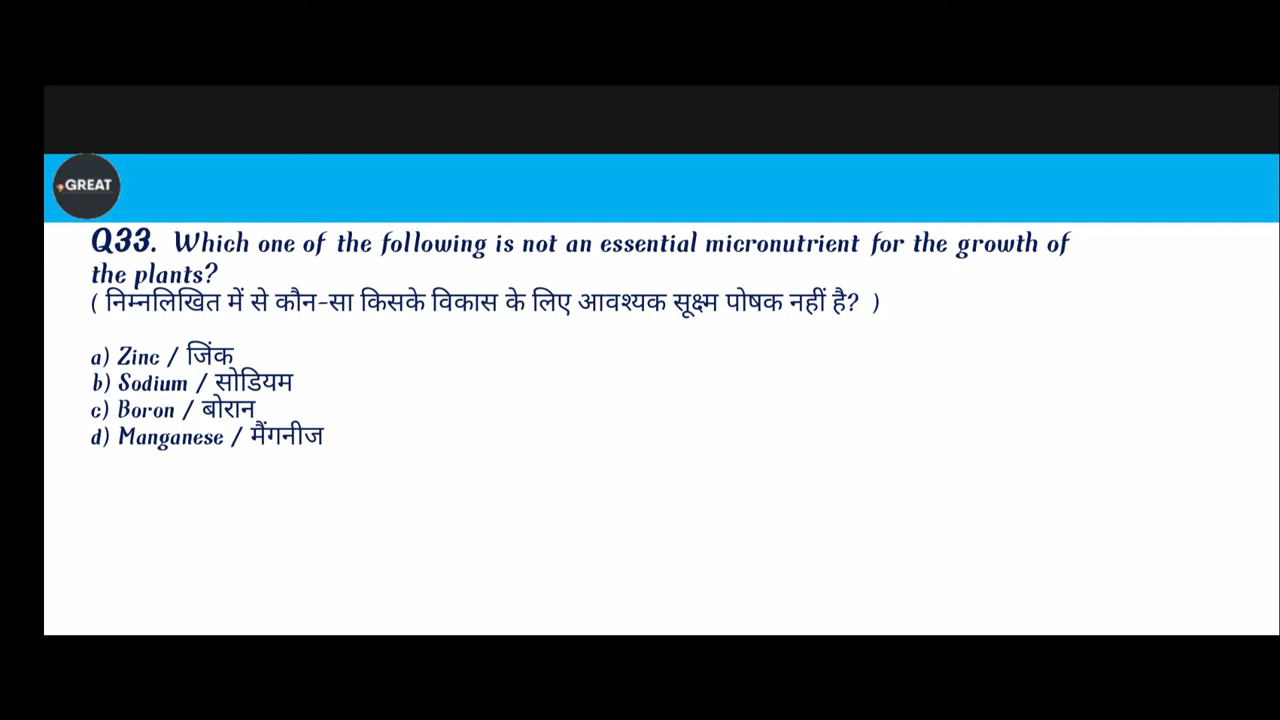 GREAT
Q33. Which one of the following is not an essential micronutrient for the growth of
the plants?
( निम्नलिखित में से कौन-सा किसके विकास के लिए आवश्यक सूक्ष्म पोषक नहीं है? )
a) Zinc / जिंक
b) Sodium / सोडियम
c) Boron / बोरान
d) Manganese / मैंगनीज